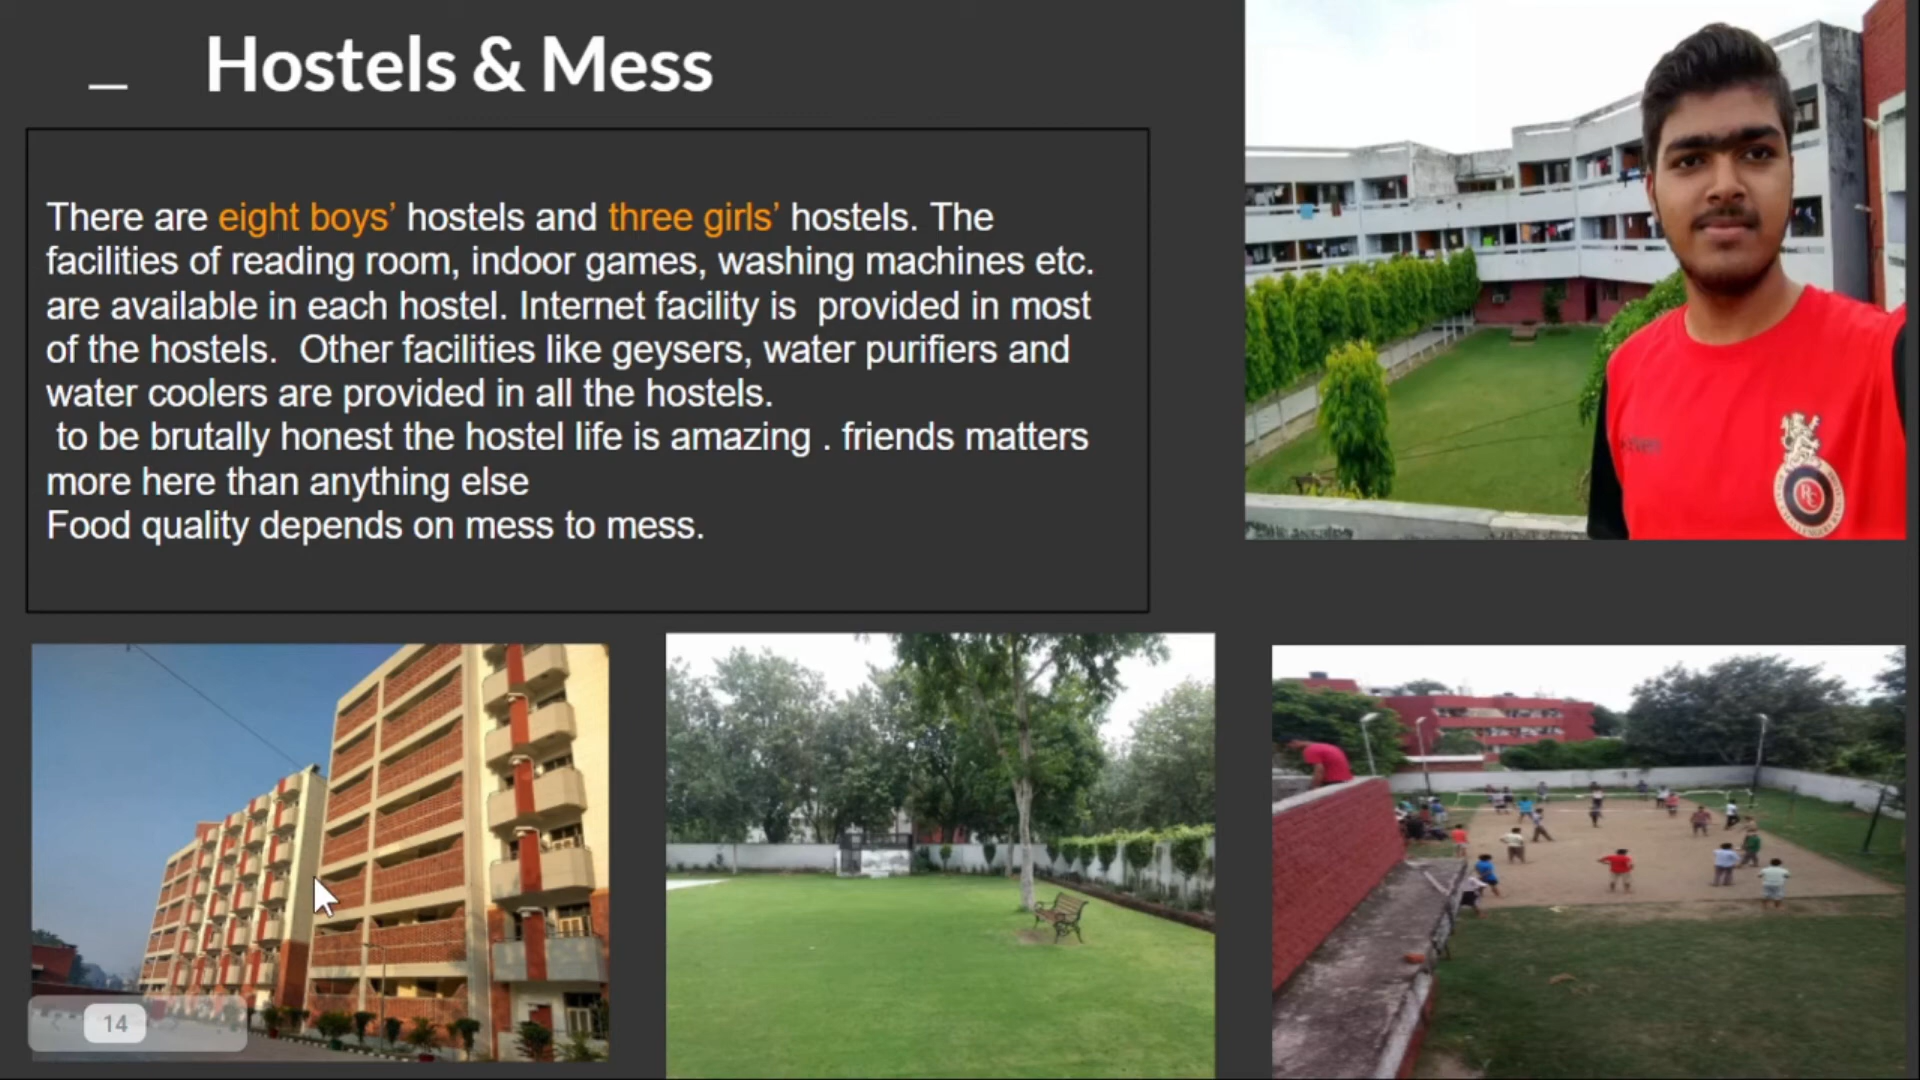 Hostels & Mess
There are eight boys’ hostels and three girls’ hostels. The
facilities of reading room, indoor games, washing machines etc.
are available in each hostel. Internet facility is  provided in most
of the hostels.  Other facilities like geysers, water purifiers and
water coolers are provided in all the hostels.
to be brutally honest the hostel life is amazing . friends matters
more here than anything else
Food quality depends on mess to mess.
14